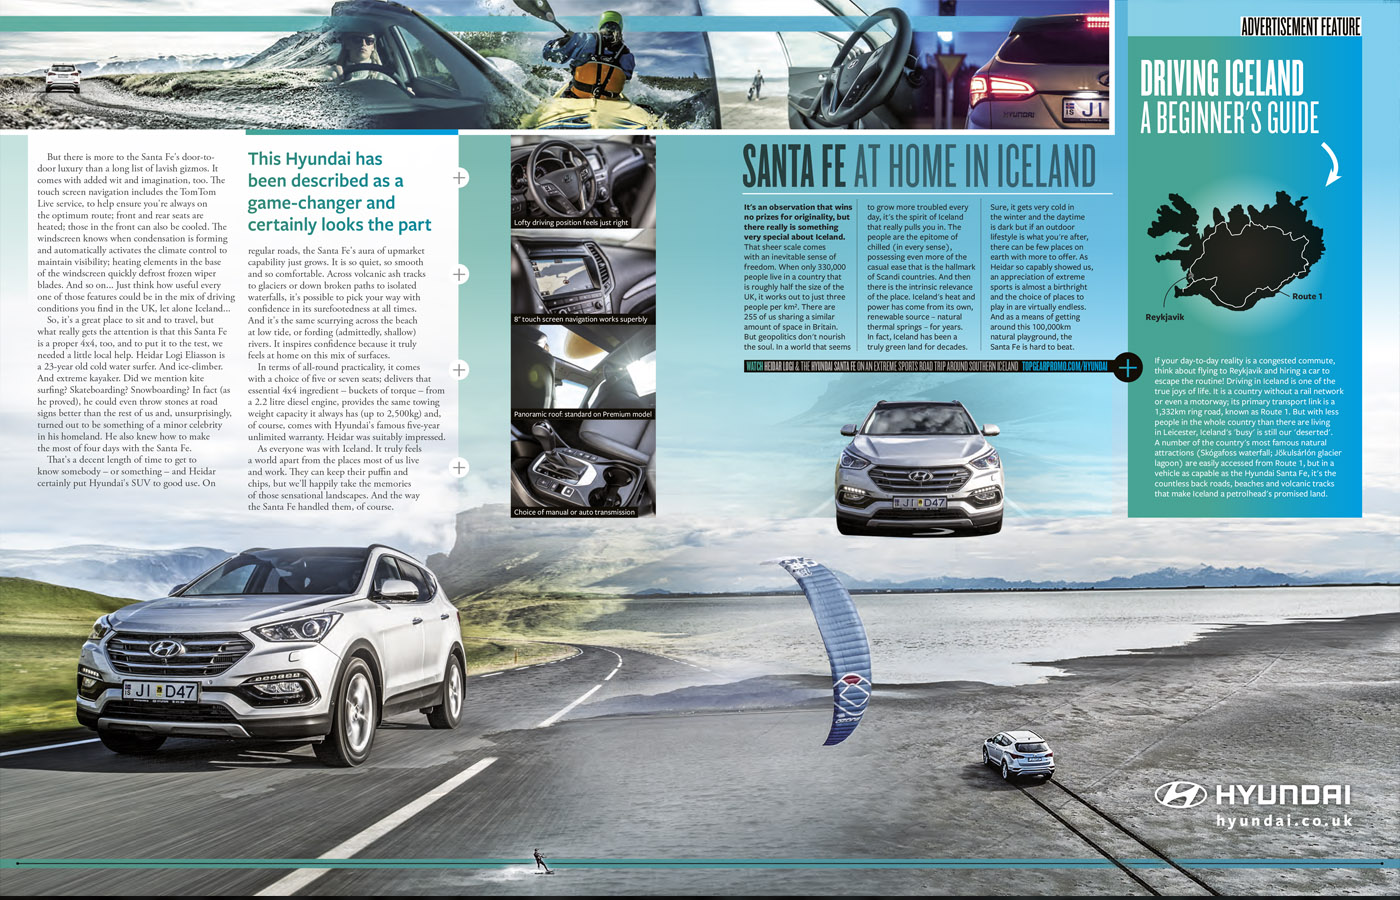 ADVERTISEMENT FEATURE
But there is more to the Santa Fe's door-to-
door luxury than a long list of lavish gizmos. It
comes with added wit and imagination, too. The
touch screen navigation includes the TomTom
Live service, to help ensure you're always on
the optimum route; front and rear seats are
heated; those in the front can also be cooled. The
windscreen knows when condensation is forming
and automatically activates the climate control to
maintain visibility; heating elements in the base
of the windscreen quickly defrost frozen wiper
blades. And so on... Just think how useful every
one of those features could be in the mix of driving
conditions you find in the UK, let alone Iceland...
So, it's a great place to sit and to travel, but
what really gets the attention is that this Santa Fe
is a proper 4x4, too, and to put it to the test, we
needed a little local help. Heidar Logi Eliasson is
a 23-year old cold water surfer. And ice-climber.
And extreme kayaker. Did we mention kite
surfing? Skateboarding? Snowboarding? In fact (as
he proved), he could even throw stones at road
signs better than the rest of us and, unsurprisingly,
turned out to be something of a minor celebrity
in his homeland. He also knew how to make
the most of four days with the Santa Fe.
That's a decent length of time to get to
know somebody – or something – and Heidar
certainly put Hyundai's SUV to good use. On
This Hyundai has
been described as a
game-changer and
certainly looks the part
regular roads, the Santa Fe's aura of upmarket
capability just grows. It is so quiet, so smooth
and so comfortable. Across volcanic ash tracks
to glaciers or down broken paths to isolated
waterfalls, it's possible to pick your way with
confidence in its surefootedness at all times.
And it's the same scurrying across the beach
at low tide, or fording (admittedly, shallow)
rivers. It inspires confidence because it truly
feels at home on this mix of surfaces.
In terms of all-round practicality, it comes
with a choice of five or seven seats; delivers that
essential 4x4 ingredient – buckets of torque – from
a 2.2 litre diesel engine, provides the same towing
weight capacity it always has (up to 2,500kg) and,
of course, comes with Hyundai's famous five-year
unlimited warranty. Heidar was suitably impressed.
As everyone was with Iceland. It truly feels
a world apart from the places most of us live
and work. They can keep their puffin and
chips, but we'll happily take the memories
of those sensational landscapes. And the way
the Santa Fe handled them, of course.
Lofty driving position feels just right
8" touch screen navigation works superbly
Panoramic roof: standard on Premium model
Choice of manual or auto transmission
SANTA FE AT HOME IN ICELAND
It's an observation that wins
no prizes for originality, but
there really is something
very special about Iceland.
That sheer scale comes
with an inevitable sense of
freedom. When only 330,000
people live in a country that
is roughly half the size of the
UK, it works out to just three
people per km². There are
255 of us sharing a similar
amount of space in Britain.
But geopolitics don't nourish
the soul. In a world that seems
to grow more troubled every
day, it's the spirit of Iceland
that really pulls you in. The
people are the epitome of
chilled (in every sense),
possessing even more of the
casual ease that is the hallmark
of Scandi countries. And then
there is the intrinsic relevance
of the place. Iceland's heat and
power has come from its own,
renewable source – natural
thermal springs – for years.
In fact, Iceland has been a
truly green land for decades.
Sure, it gets very cold in
the winter and the daytime
is dark but if an outdoor
lifestyle is what you're after,
there can be few places on
earth with more to offer. As
Heidar so capably showed us,
an appreciation of extreme
sports is almost a birthright
and the choice of places to
play in are virtually endless.
And as a means of getting
around this 100,000km
natural playground, the
Santa Fe is hard to beat.
WATCH HEIDAR LOGI & THE HYUNDAI SANTA FE ON AN EXTREME SPORTS ROAD TRIP AROUND SOUTHERN ICELAND TOPGEARPROMO.COM/HYUNDAI
DRIVING ICELAND
A BEGINNER'S GUIDE
Route 1
Reykjavik
If your day-to-day reality is a congested commute,
think about flying to Reykjavik and hiring a car to
escape the routine! Driving in Iceland is one of the
true joys of life. It is a country without a rail network
or even a motorway; its primary transport link is a
1,332km ring road, known as Route 1. But with less
people in the whole country than there are living
in Leicester, Iceland's 'busy' is still our 'deserted'.
A number of the country's most famous natural
attractions (Skógafoss waterfall; Jökulsárlón glacier
lagoon) are easily accessed from Route 1, but in a
vehicle as capable as the Hyundai Santa Fe, it's the
countless back roads, beaches and volcanic tracks
that make Iceland a petrolhead's promised land.
HYUNDAI
IS JI
IS JI D47
IS JI D47
HYUNDAI
hyundai.co.uk